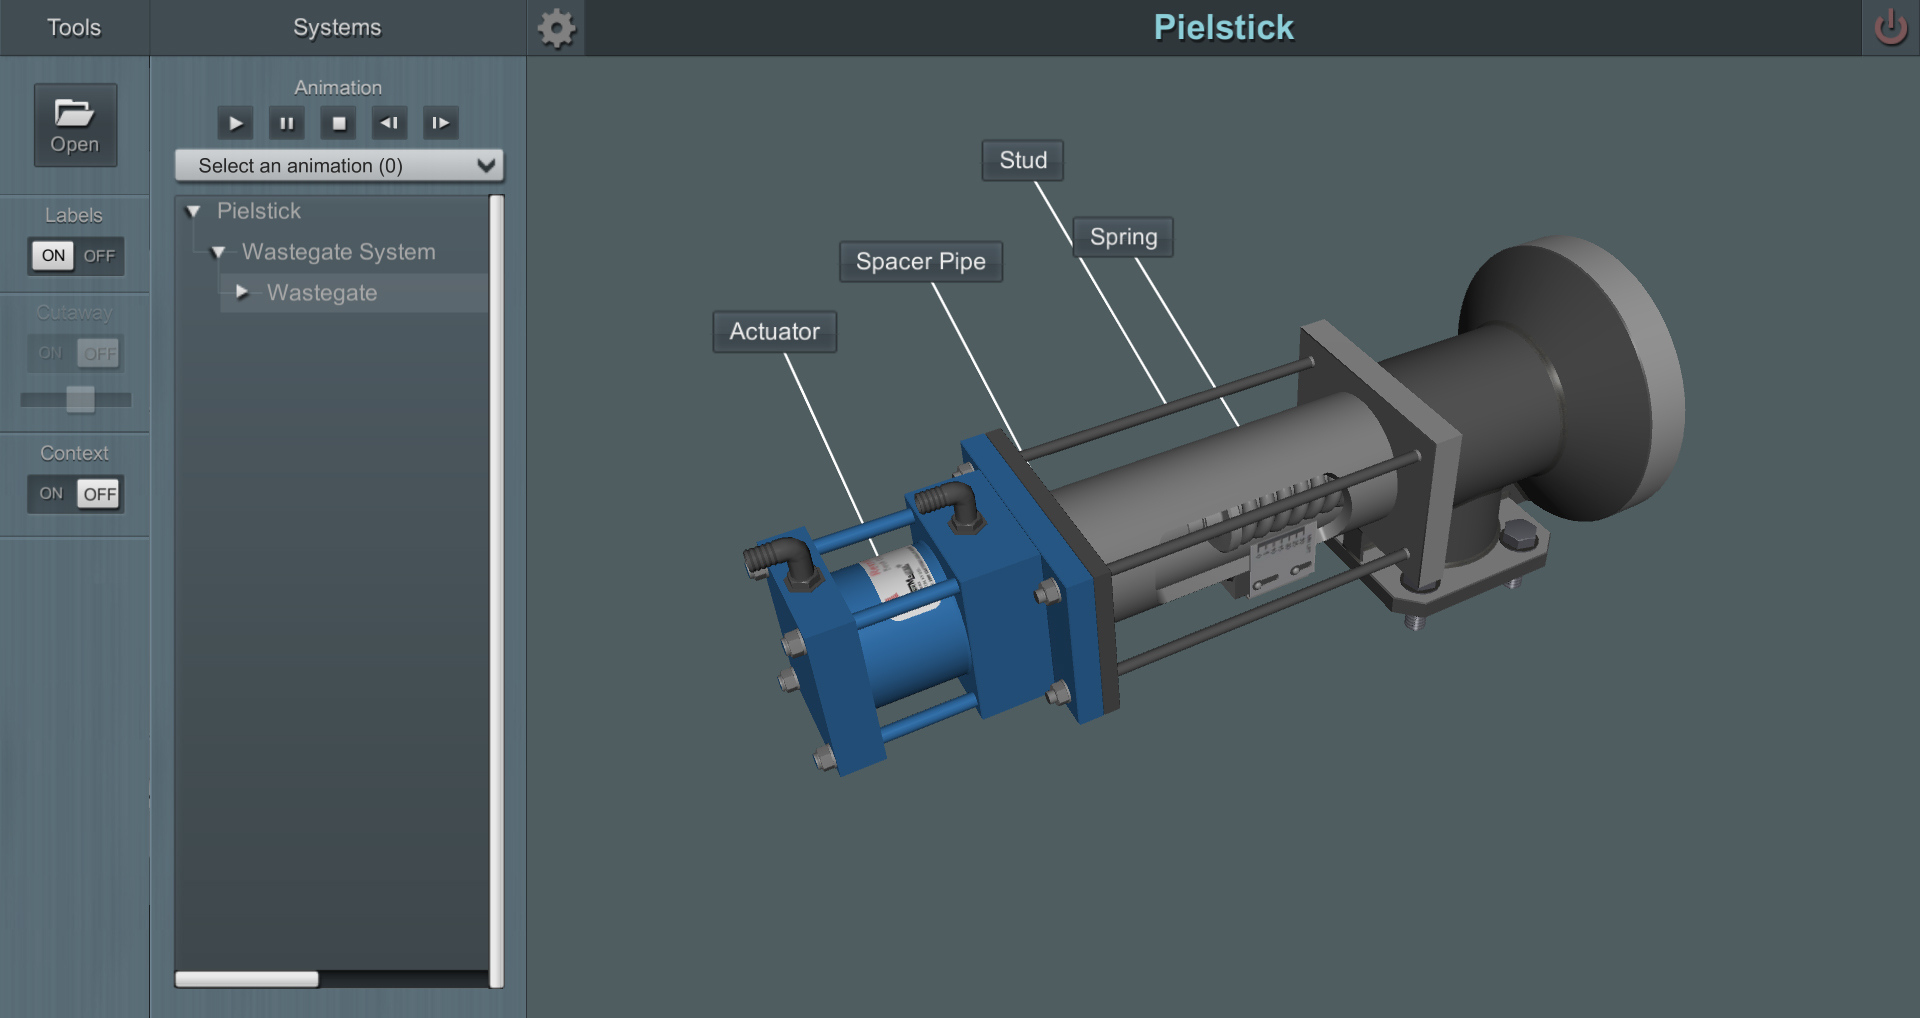 Tools
Systems
Pielstick
Open
Labels
ON OFF
Cutaway
ON OFF
Context
ON OFF
Animation
Select an animation (0)
Pielstick
Wastegate System
Wastegate
Stud
Spring
Spacer Pipe
Actuator